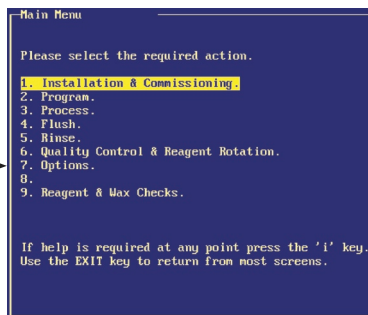 Main Menu
Please select the required action.
1. Installation & Commissioning.
2. Program.
3. Process.
4. Flush.
5. Rinse.
6. Quality Control & Reagent Rotation.
7. Options.
8.
9. Reagent & Wax Checks.
If help is required at any point press the 'i' key.
Use the EXIT key to return from most screens.